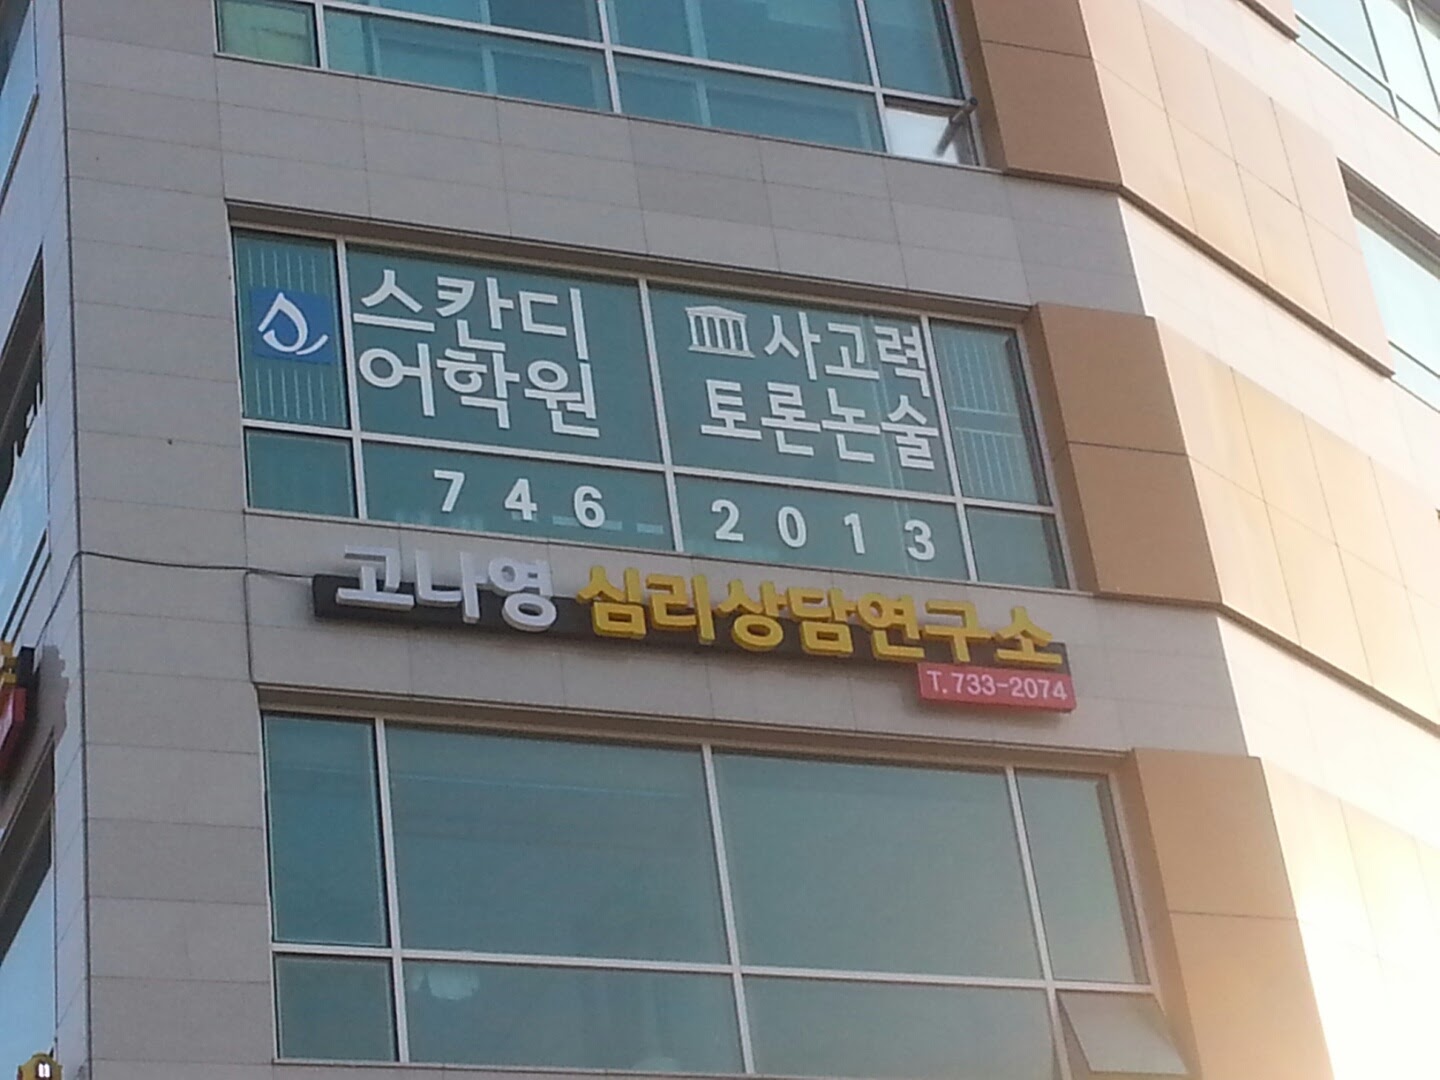 스칸디
어학원
사고력
토론논술
746 2013
고나영 심리상담연구소
T.733-2074